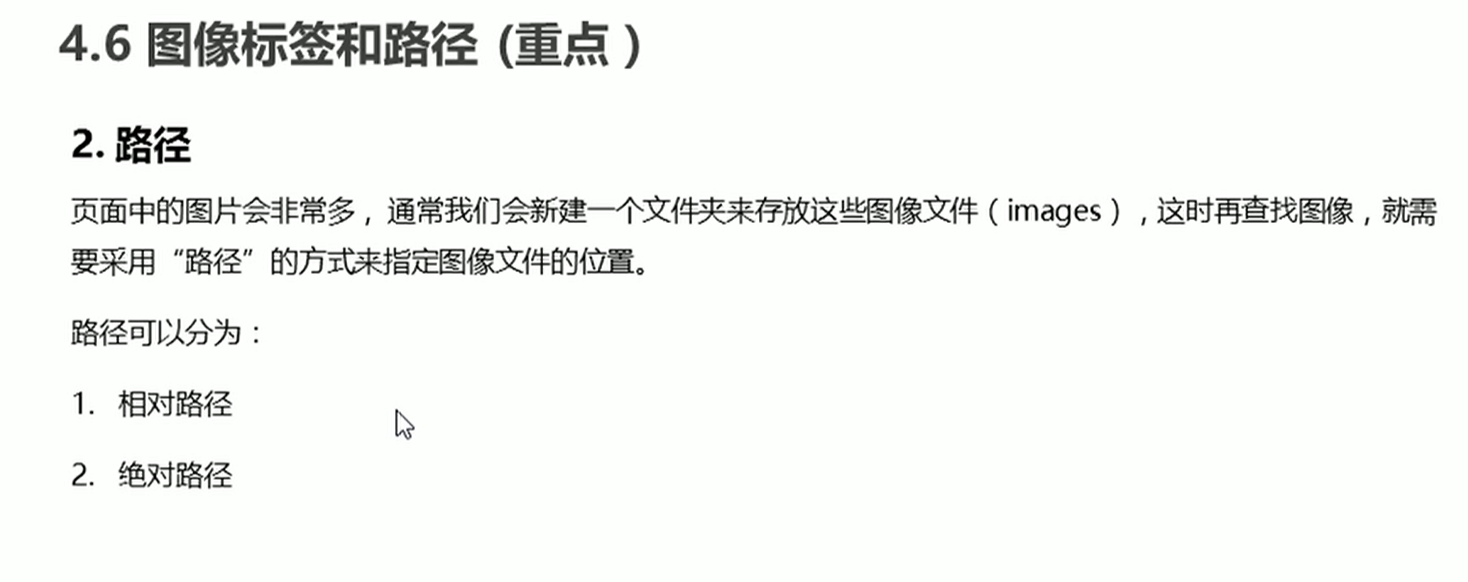 4.6 图像标签和路径 (重点）
2. 路径
页面中的图片会非常多，通常我们会新建一个文件夹来存放这些图像文件（images），这时再查找图像，就需
要采用“路径”的方式来指定图像文件的位置。
路径可以分为：
1. 相对路径
2. 绝对路径